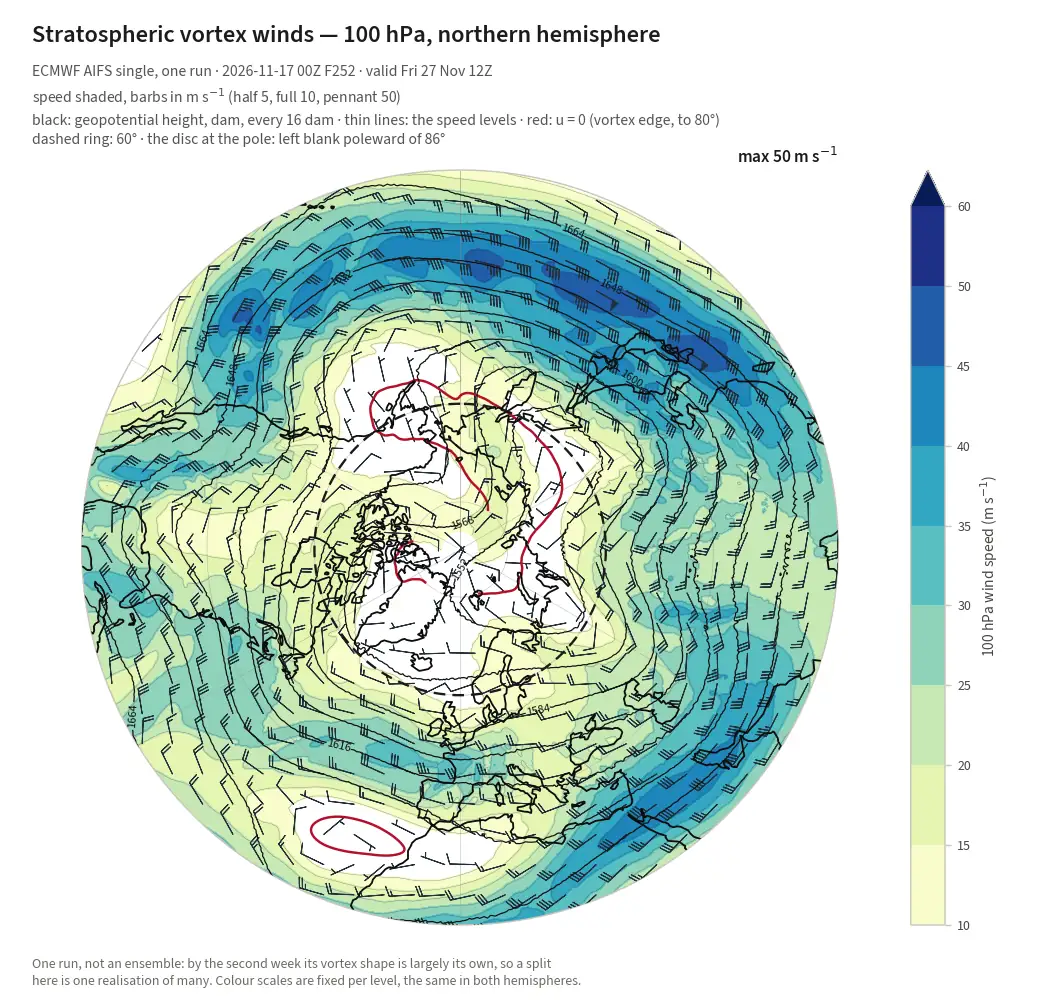 Stratospheric vortex winds — 100 hPa, northern hemisphere
ECMWF AIFS single, one run · 2026-11-17 00Z F252 · valid Fri 27 Nov 12Z
speed shaded, barbs in m s⁻¹ (half 5, full 10, pennant 50)
black: geopotential height, dam, every 16 dam · thin lines: the speed levels · red: u = 0 (vortex edge, to 80°)
dashed ring: 60° · the disc at the pole: left blank poleward of 86°
max 50 m s⁻¹
1664
1648
1664
1648
1600
1568
1552
1584
1664
1616
60
50
45
40
35
30
25
20
15
10
100 hPa wind speed (m s⁻¹)
One run, not an ensemble: by the second week its vortex shape is largely its own, so a split
here is one realisation of many. Colour scales are fixed per level, the same in both hemispheres.